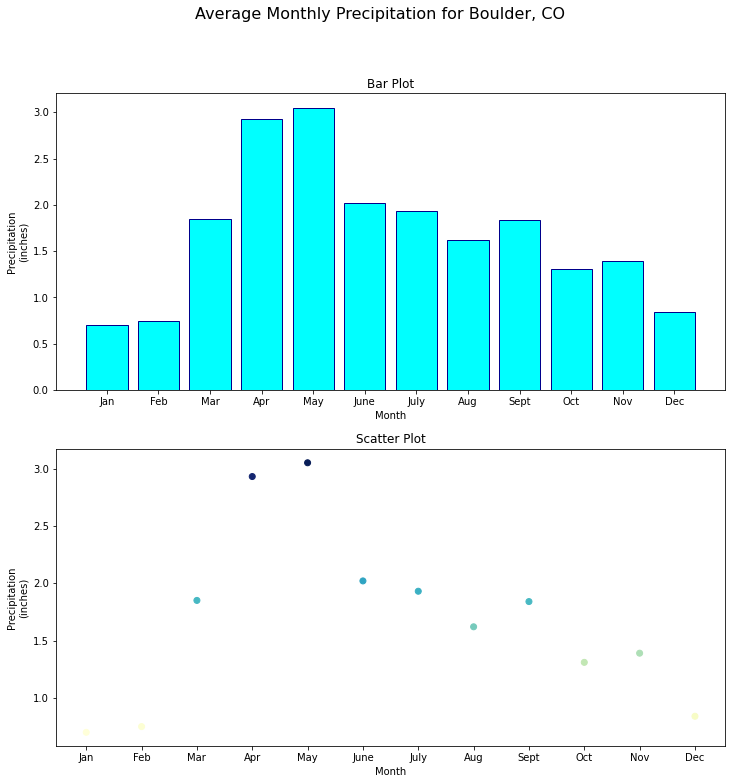 Average Monthly Precipitation for Boulder, CO
Bar Plot
Precipitation
(inches)
3.0
2.5
2.0
1.5
1.0
0.5
0.0
Jan Feb Mar Apr May June July Aug Sept Oct Nov Dec
Month
Scatter Plot
Precipitation
(inches)
3.0
2.5
2.0
1.5
1.0
Jan Feb Mar Apr May June July Aug Sept Oct Nov Dec
Month